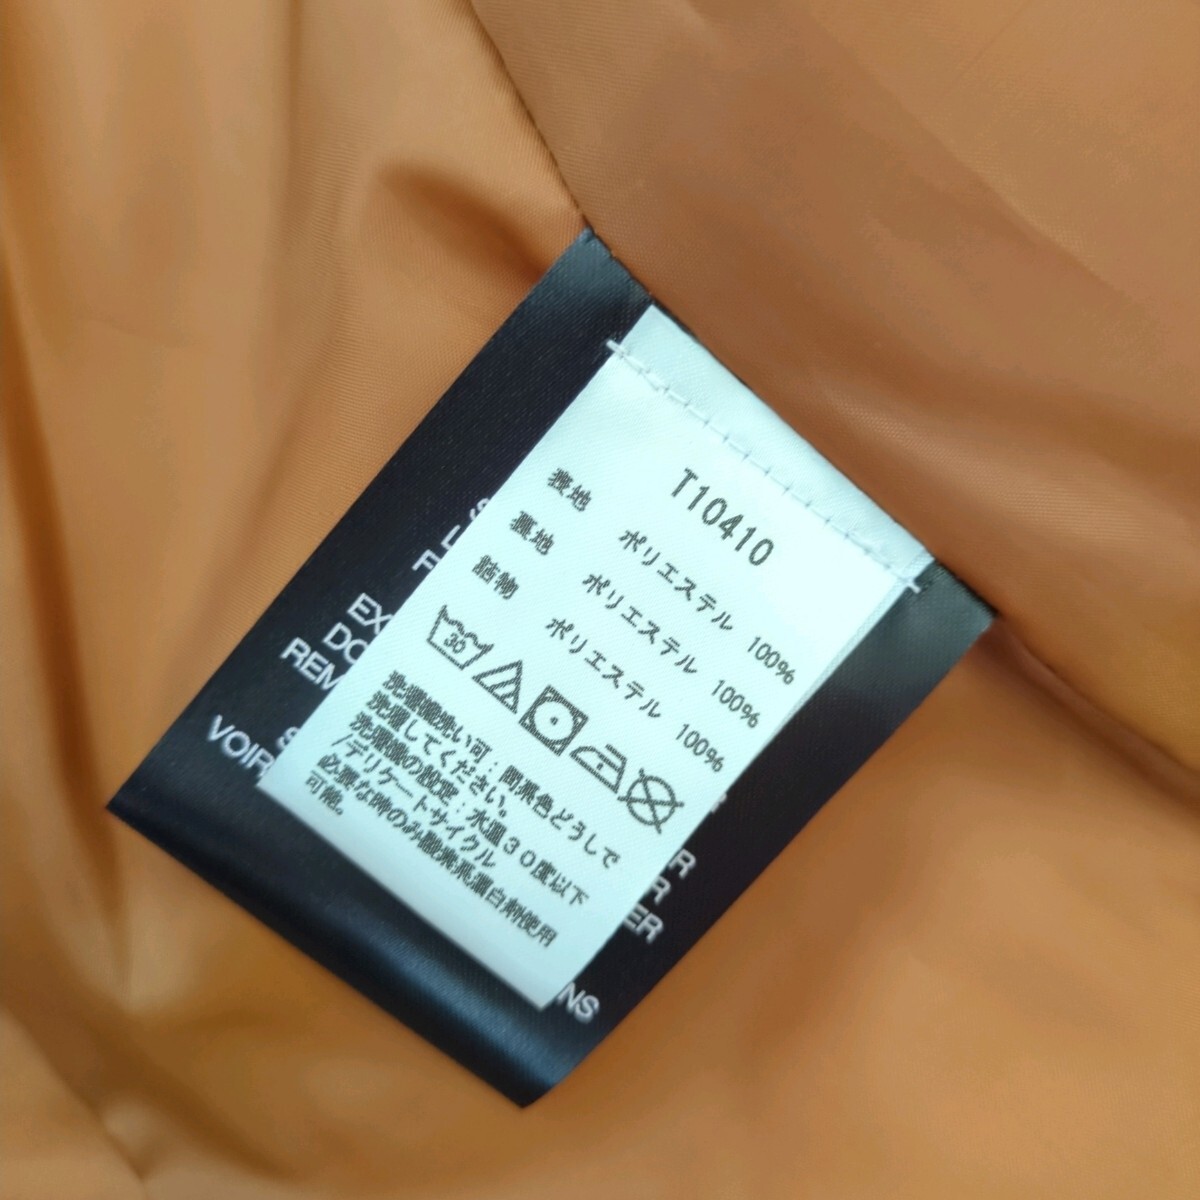 T10410
表地 ポリエステル 100%
裏地 ポリエステル 100%
詰物 ポリエステル 100%
30
洗濯機洗い可：同系色どうしで
洗濯してください。
洗濯機の設定：水温30度以下
/デリケートサイクル
必要な時のみ酸素系漂白剤使用
可能。
VOIR